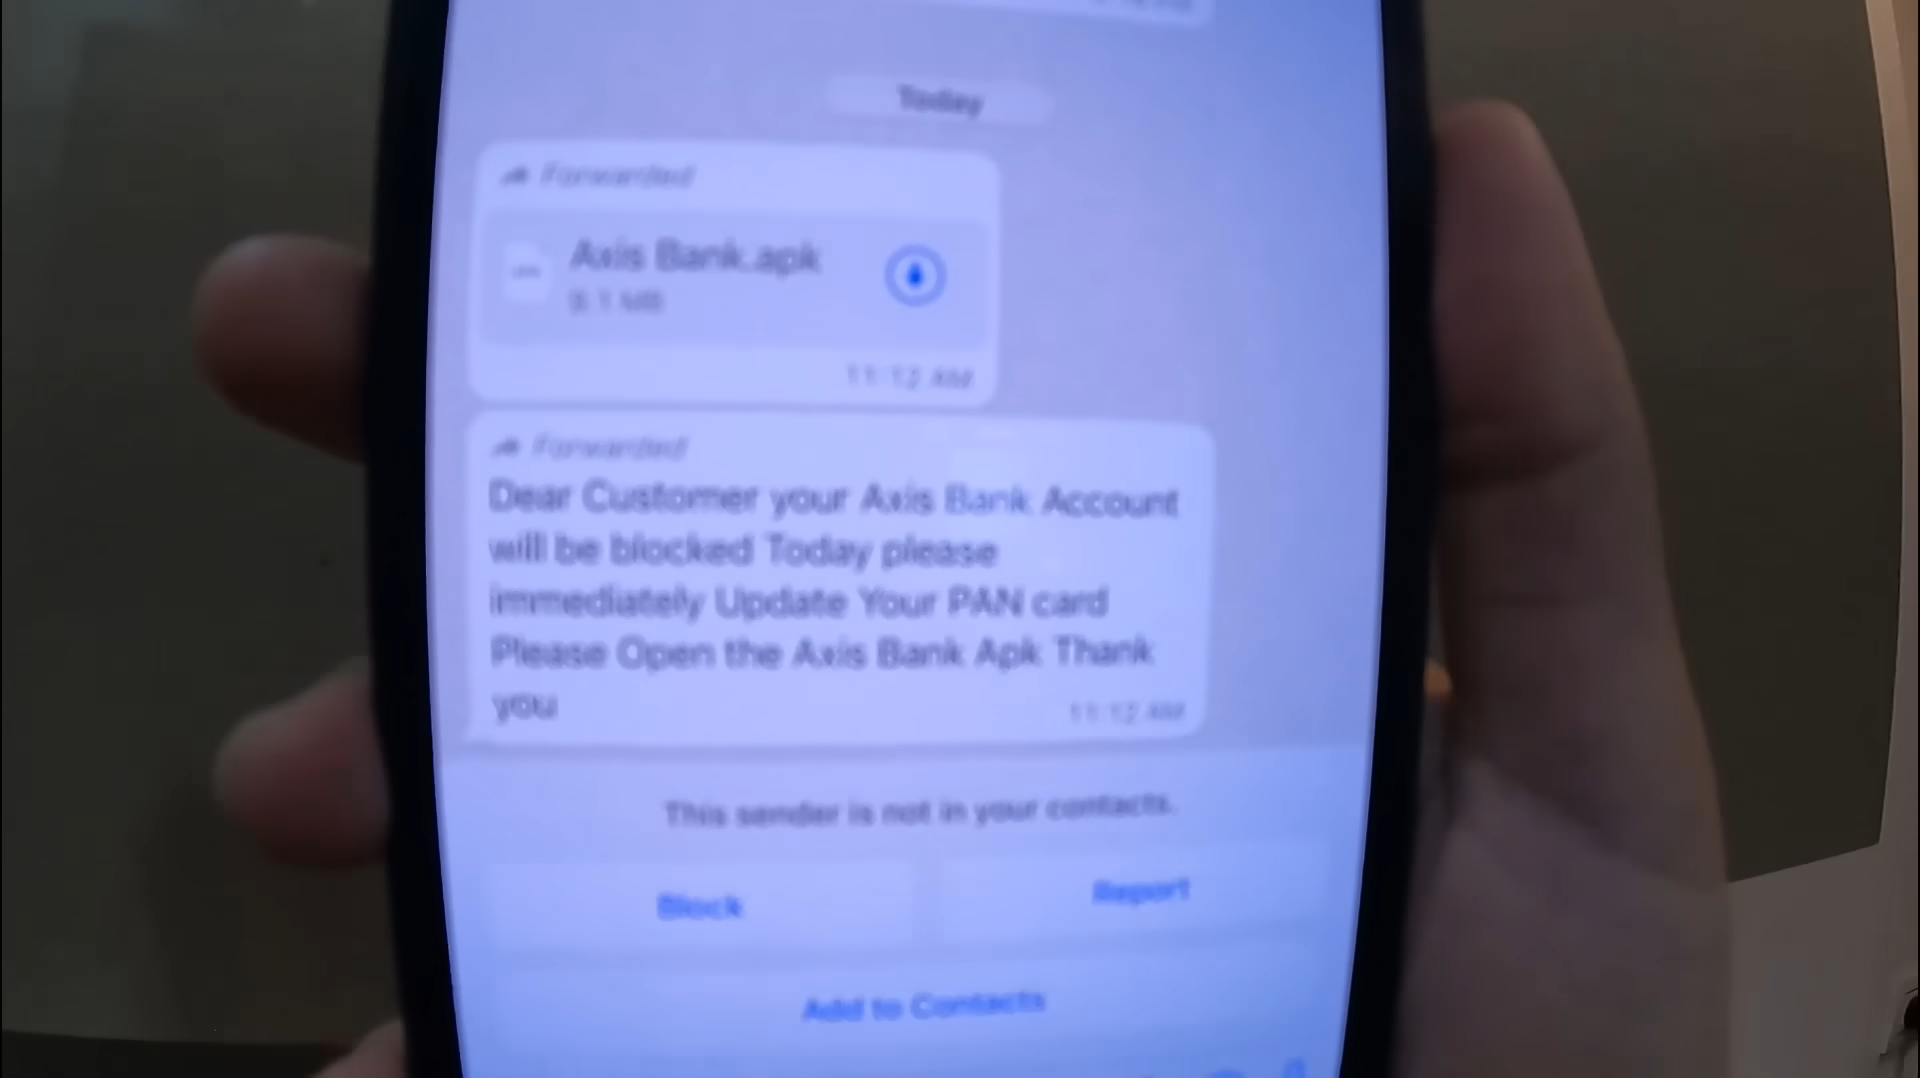 Today
Forwarded
Axis Bank.apk
11:12 AM
Forwarded
Dear Customer your Axis Bank Account
will be blocked Today please
immediately Update Your PAN card
Please Open the Axis Bank Apk Thank
you
11:12 AM
This sender is not in your contacts.
Block
Report
Add to Contacts